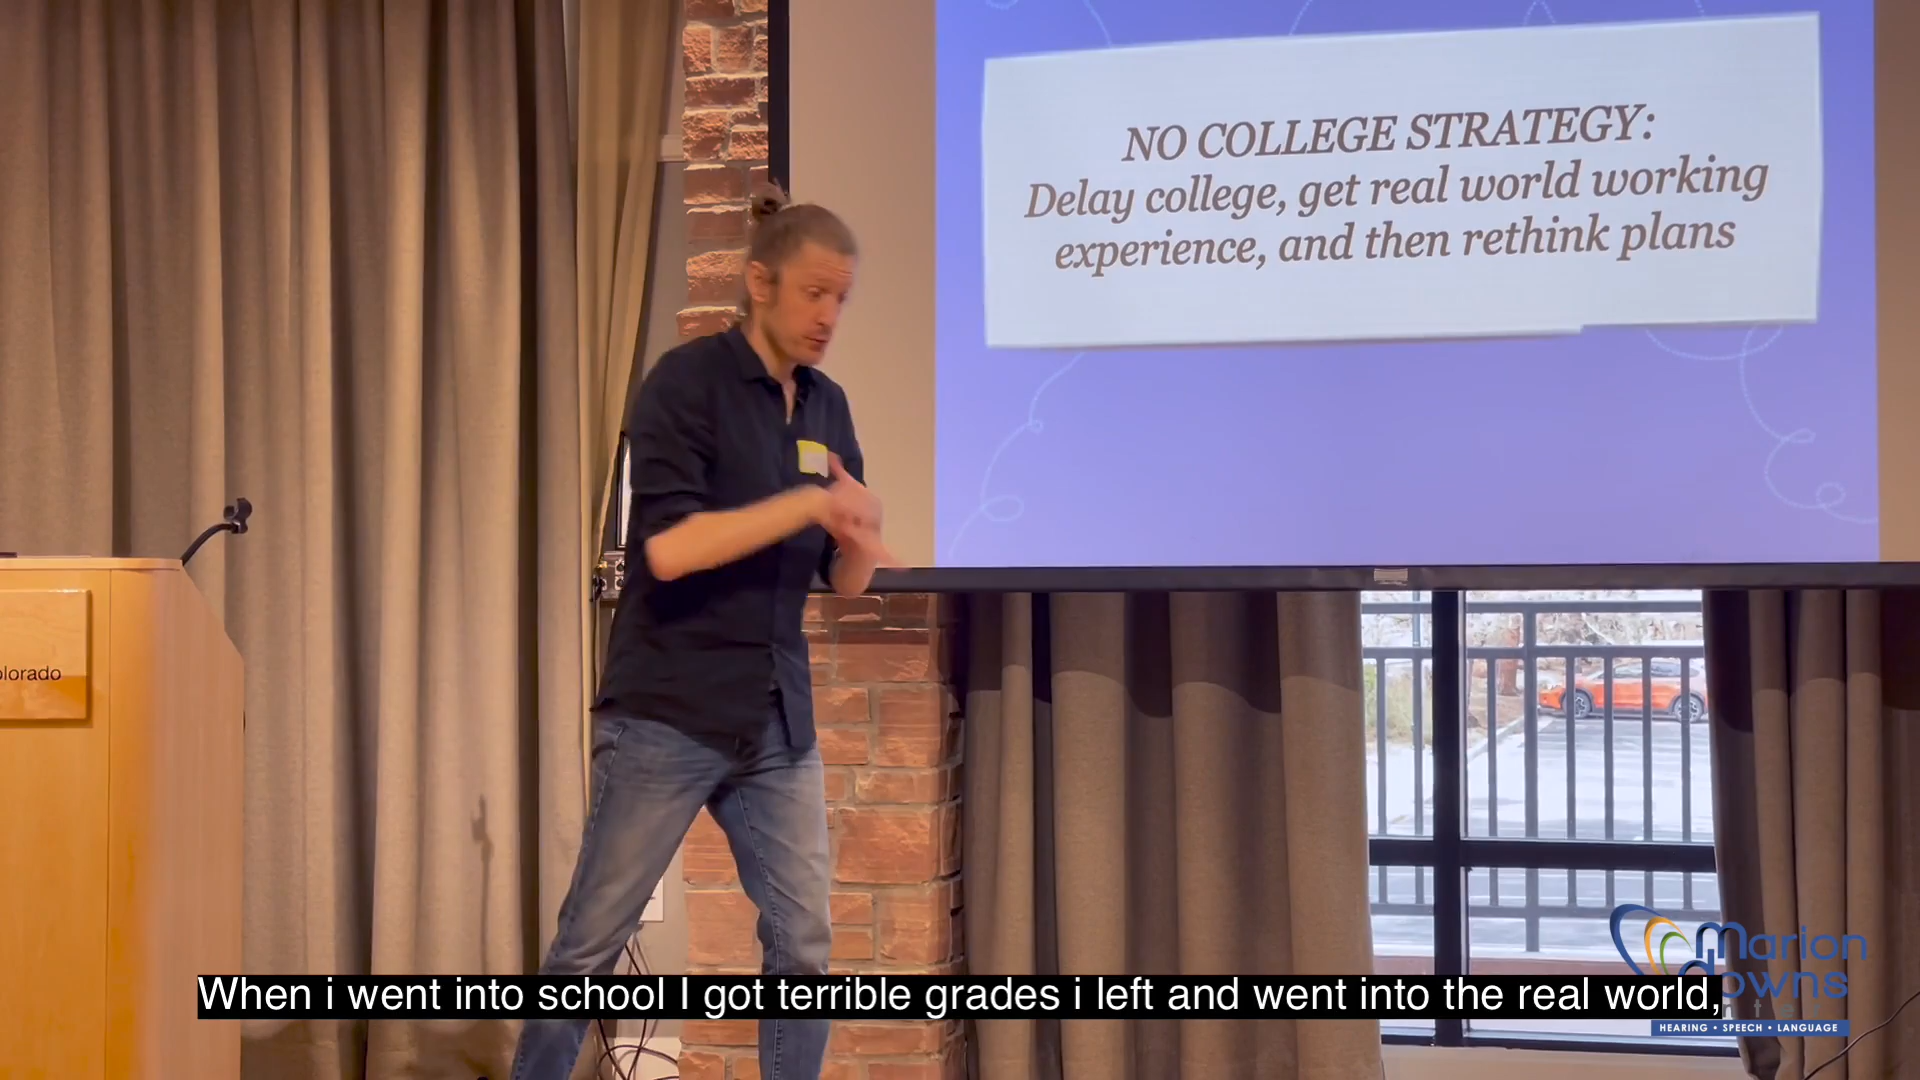 NO COLLEGE STRATEGY:
Delay college, get real world working
experience, and then rethink plans
olorado
When i went into school I got terrible grades i left and went into the real world,
marion
downs
HEARING • SPEECH • LANGUAGE